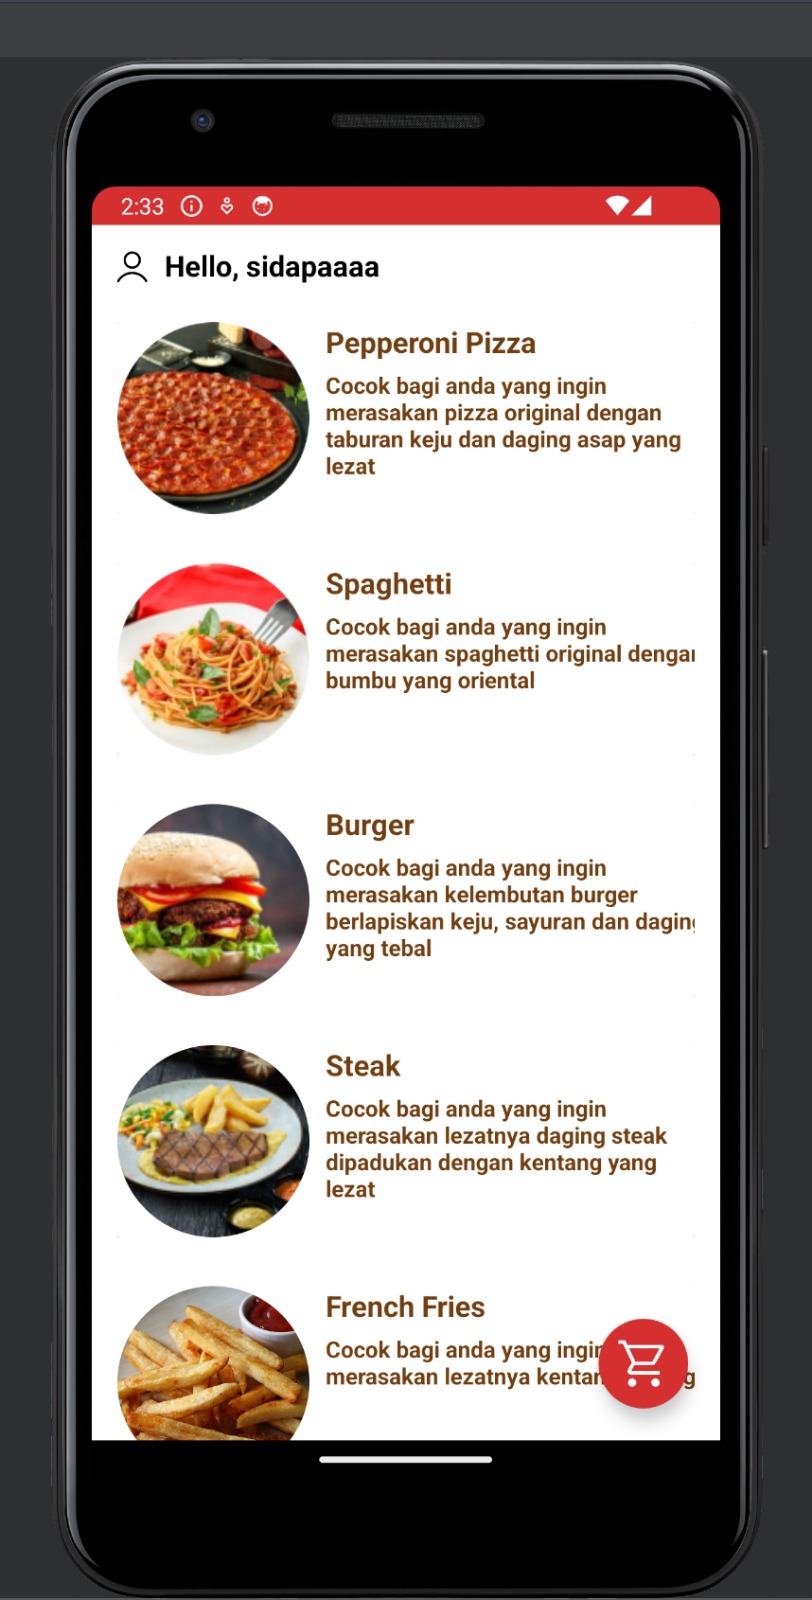 2:33
Hello, sidapaaaa
Pepperoni Pizza
Cocok bagi anda yang ingin
merasakan pizza original dengan
taburan keju dan daging asap yang
lezat
Spaghetti
Cocok bagi anda yang ingin
merasakan spaghetti original dengan
bumbu yang oriental
Burger
Cocok bagi anda yang ingin
merasakan kelembutan burger
berlapiskan keju, sayuran dan daging
yang tebal
Steak
Cocok bagi anda yang ingin
merasakan lezatnya daging steak
dipadukan dengan kentang yang
lezat
French Fries
Cocok bagi anda yang ingin
merasakan lezatnya kentan